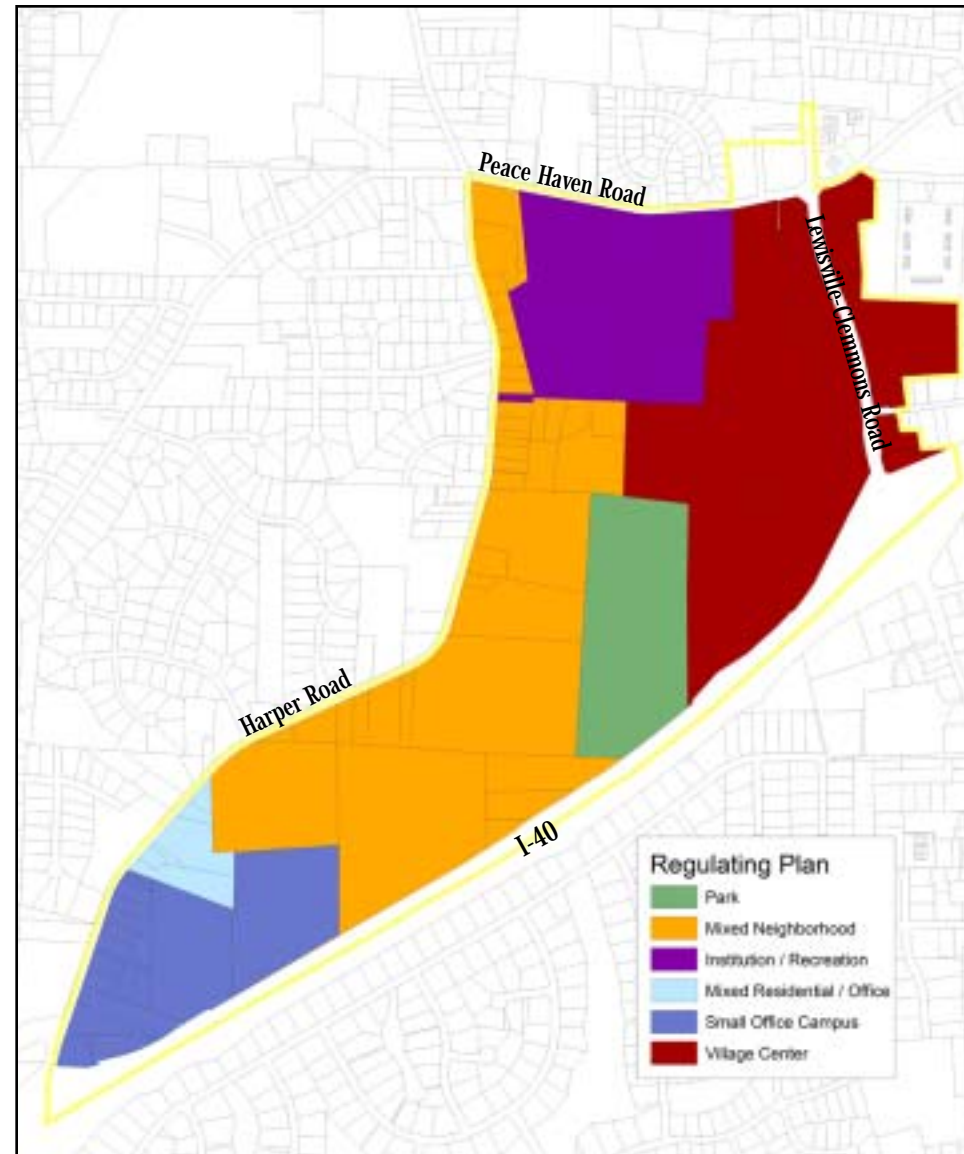 Peace Haven Road
Lewisville-Clemmons Road
Harper Road
I-40
Regulating Plan
Park
Mixed Neighborhood
Institution / Recreation
Mixed Residential / Office
Small Office Campus
Village Center